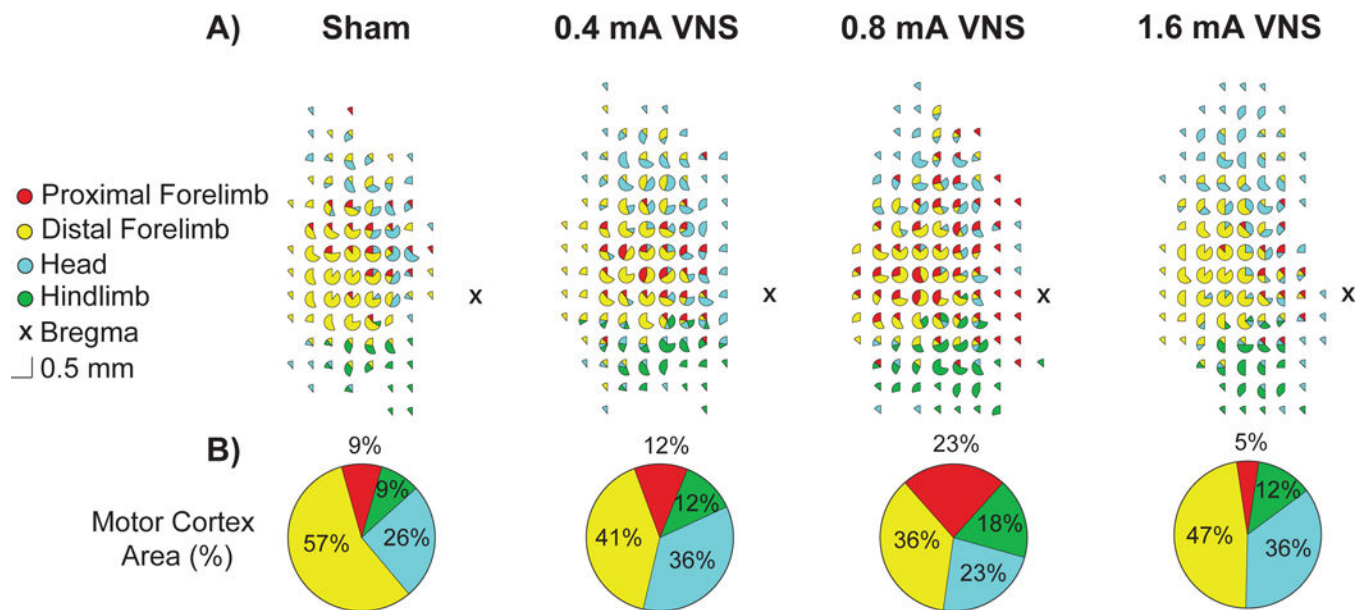 A) Sham 0.4 mA VNS 0.8 mA VNS 1.6 mA VNS
Proximal Forelimb
Distal Forelimb
Head
Hindlimb
x Bregma
0.5 mm
x x x x
B) 9% 12% 23% 5%
Motor Cortex
Area (%)
9% 12% 18% 12%
57% 26% 41% 36% 36% 23% 47% 36%